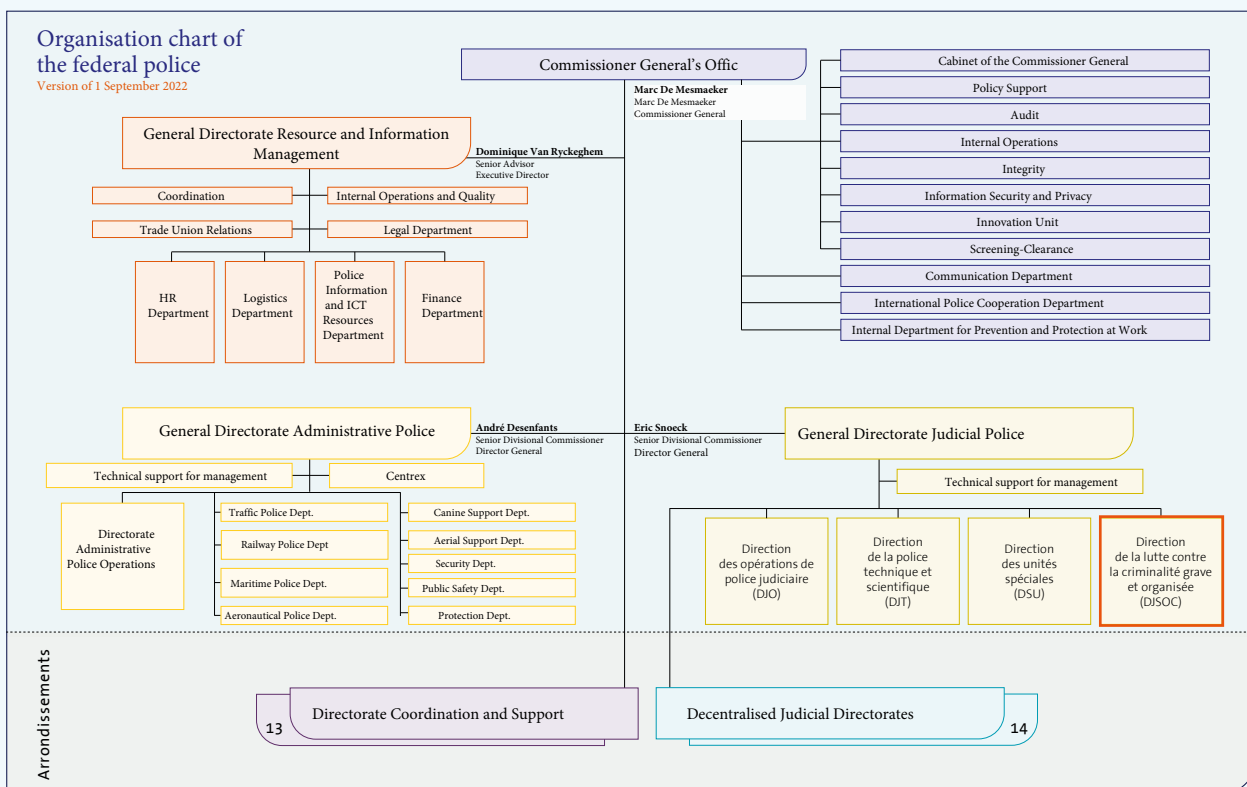 Organisation chart of
the federal police
Version of 1 September 2022
Commissioner General's Offic
Marc De Mesmaeker
Marc De Mesmaeker
Commissioner General
Cabinet of the Commissioner General
Policy Support
Audit
Internal Operations
Integrity
Information Security and Privacy
Innovation Unit
Screening-Clearance
Communication Department
International Police Cooperation Department
Internal Department for Prevention and Protection at Work
General Directorate Resource and Information
Management
Dominique Van Ryckeghem
Senior Advisor
Executive Director
Coordination
Internal Operations and Quality
Trade Union Relations
Legal Department
HR
Department
Logistics
Department
Police
Information
and ICT
Resources
Department
Finance
Department
General Directorate Administrative Police
André Desenfants
Senior Divisional Commissioner
Director General
Technical support for management
Centrex
Directorate
Administrative
Police Operations
Traffic Police Dept.
Railway Police Dept
Maritime Police Dept.
Aeronautical Police Dept.
Canine Support Dept.
Aerial Support Dept.
Security Dept.
Public Safety Dept.
Protection Dept.
Eric Snoeck
Senior Divisional Commissioner
Director General
General Directorate Judicial Police
Technical support for management
Direction
des opérations de
police judiciaire
(DJO)
Direction
de la police
technique et
scientifique
(DJT)
Direction
des unités
spéciales
(DSU)
Direction
de la lutte contre
la criminalité grave
et organisée
(DJSOC)
Arrondissements
13
Directorate Coordination and Support
Decentralised Judicial Directorates
14